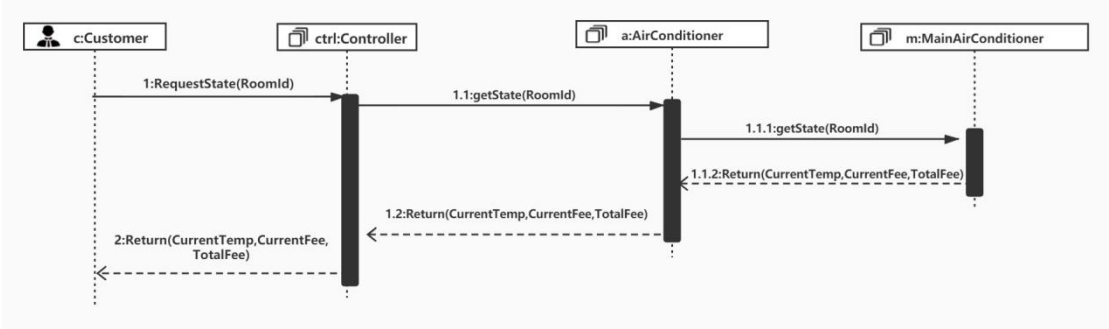 c:Customer
ctrl:Controller
a:AirConditioner
m:MainAirConditioner
1:RequestState(RoomId)
1.1:getState(RoomId)
1.1.1:getState(RoomId)
1.1.2:Return(CurrentTemp,CurrentFee,TotalFee)
1.2:Return(CurrentTemp,CurrentFee,TotalFee)
2:Return(CurrentTemp,CurrentFee,
TotalFee)